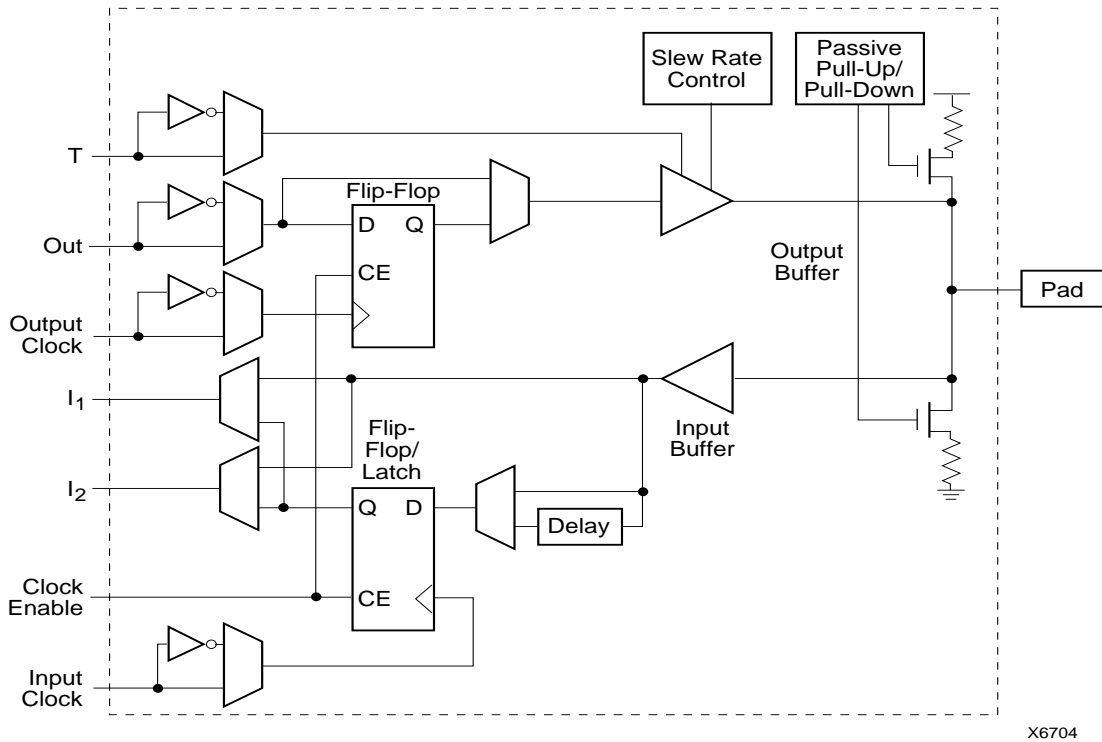 Slew Rate
Control
Passive
Pull-Up/
Pull-Down
T
Flip-Flop
D Q
Out
CE
Output
Buffer
Pad
Output
Clock
I1
Flip-
Flop/
Latch
Input
Buffer
I2
Q D
Delay
Clock
Enable
CE
Input
Clock
X6704